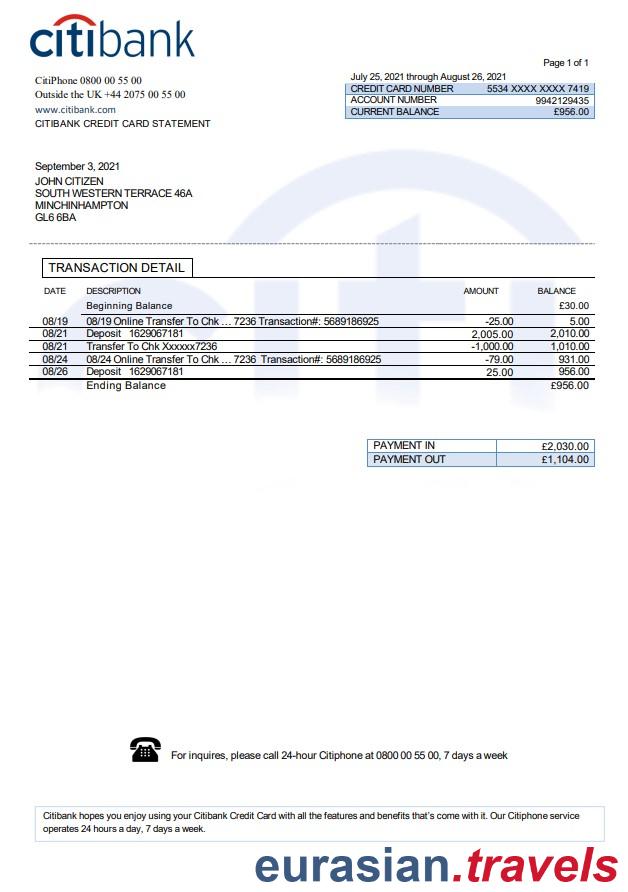 citibank
Page 1 of 1
CitiPhone 0800 00 55 00
Outside the UK +44 2075 00 55 00
www.citibank.com
CITIBANK CREDIT CARD STATEMENT
July 25, 2021 through August 26, 2021
CREDIT CARD NUMBER 5534 XXXX XXXX 7419
ACCOUNT NUMBER 9942129435
CURRENT BALANCE £956.00
September 3, 2021
JOHN CITIZEN
SOUTH WESTERN TERRACE 46A
MINCHINHAMPTON
GL6 6BA
TRANSACTION DETAIL
DATE DESCRIPTION AMOUNT BALANCE
Beginning Balance £30.00
08/19 08/19 Online Transfer To Chk ... 7236 Transaction#: 5689186925 -25.00 5.00
08/21 Deposit 1629067181 2,005.00 2,010.00
08/21 Transfer To Chk Xxxxxx7236 -1,000.00 1,010.00
08/24 08/24 Online Transfer To Chk ... 7236 Transaction#: 5689186925 -79.00 931.00
08/26 Deposit 1629067181 25.00 956.00
Ending Balance £956.00
PAYMENT IN £2,030.00
PAYMENT OUT £1,104.00
For inquires, please call 24-hour Citiphone at 0800 00 55 00, 7 days a week
Citibank hopes you enjoy using your Citibank Credit Card with all the features and benefits that's come with it. Our Citiphone service
operates 24 hours a day, 7 days a week.
eurasian.travels